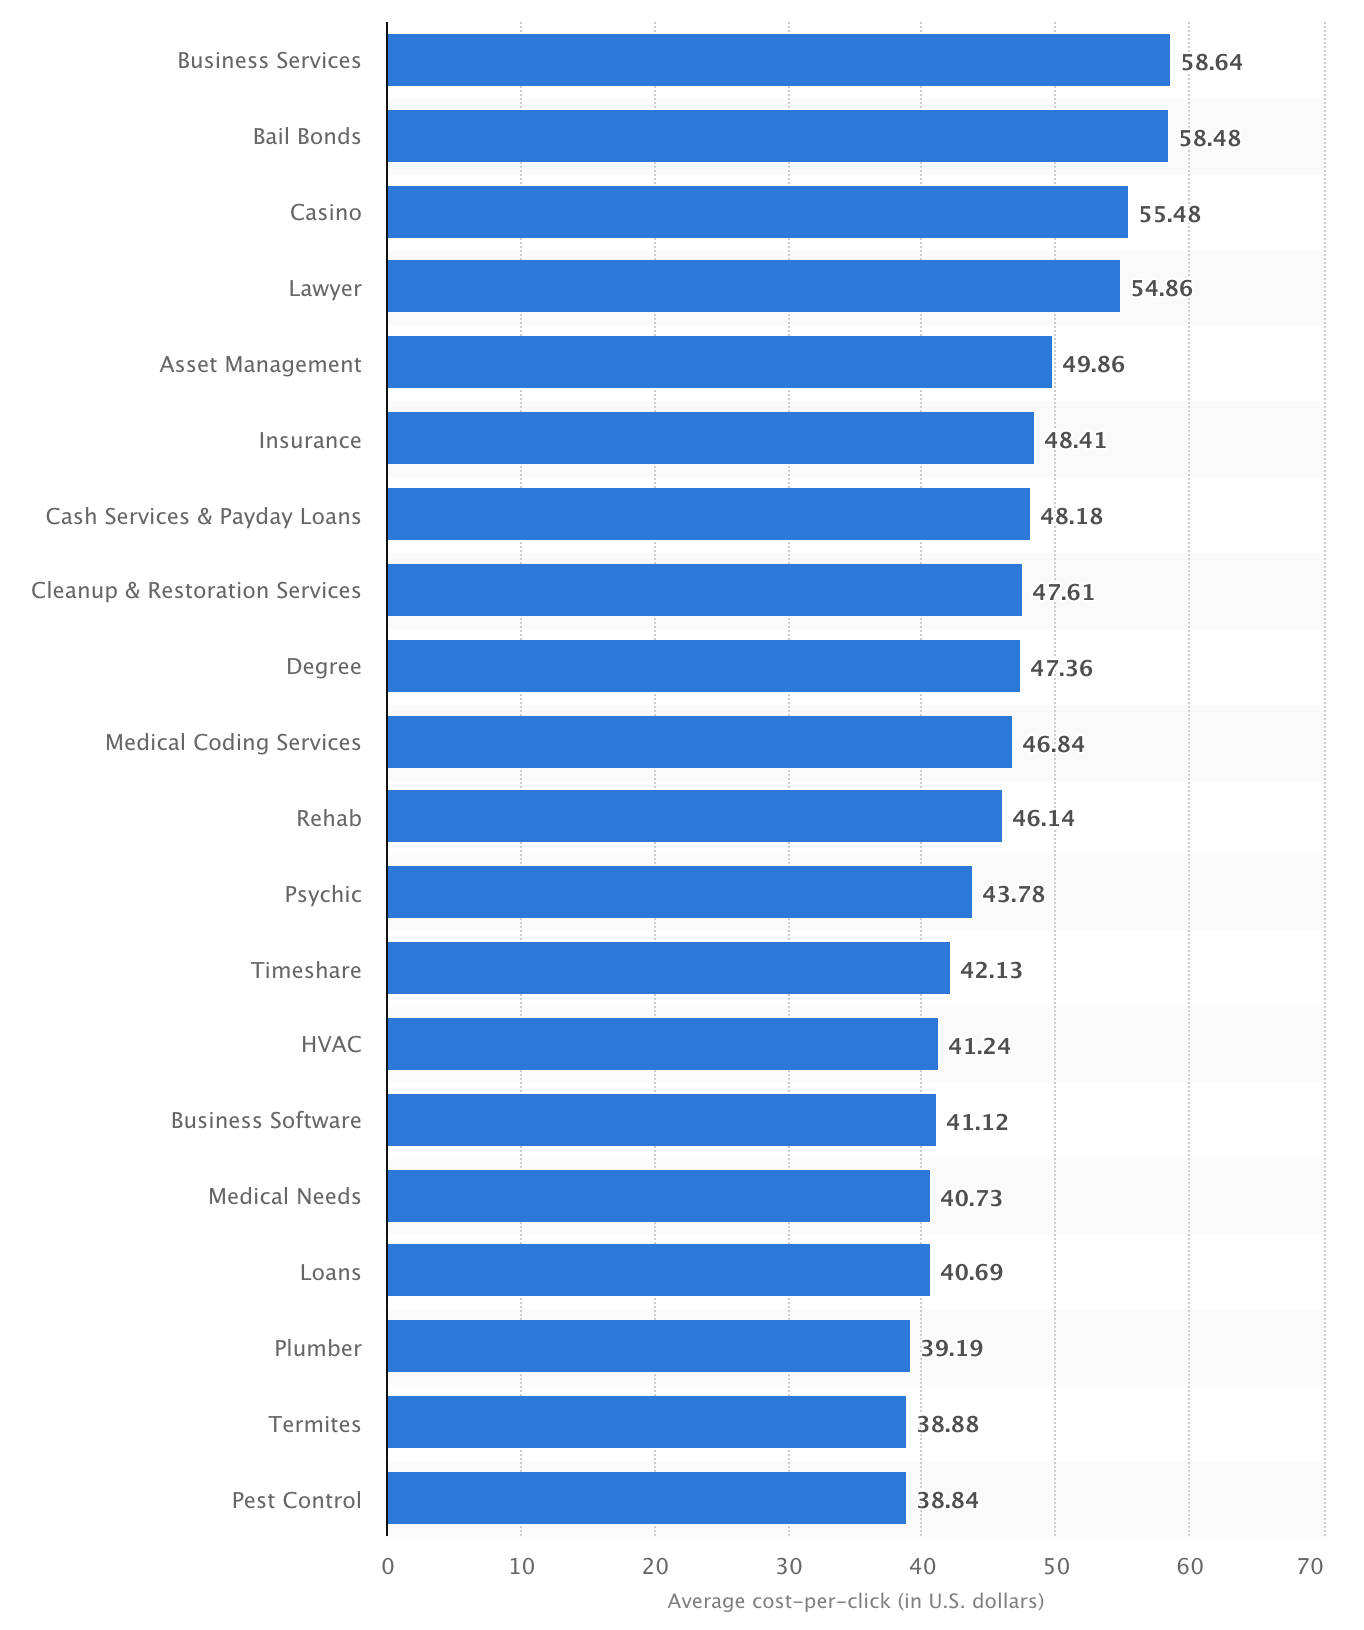 Business Services 58.64
Bail Bonds 58.48
Casino 55.48
Lawyer 54.86
Asset Management 49.86
Insurance 48.41
Cash Services & Payday Loans 48.18
Cleanup & Restoration Services 47.61
Degree 47.36
Medical Coding Services 46.84
Rehab 46.14
Psychic 43.78
Timeshare 42.13
HVAC 41.24
Business Software 41.12
Medical Needs 40.73
Loans 40.69
Plumber 39.19
Termites 38.88
Pest Control 38.84
0 10 20 30 40 50 60 70
Average cost-per-click (in U.S. dollars)